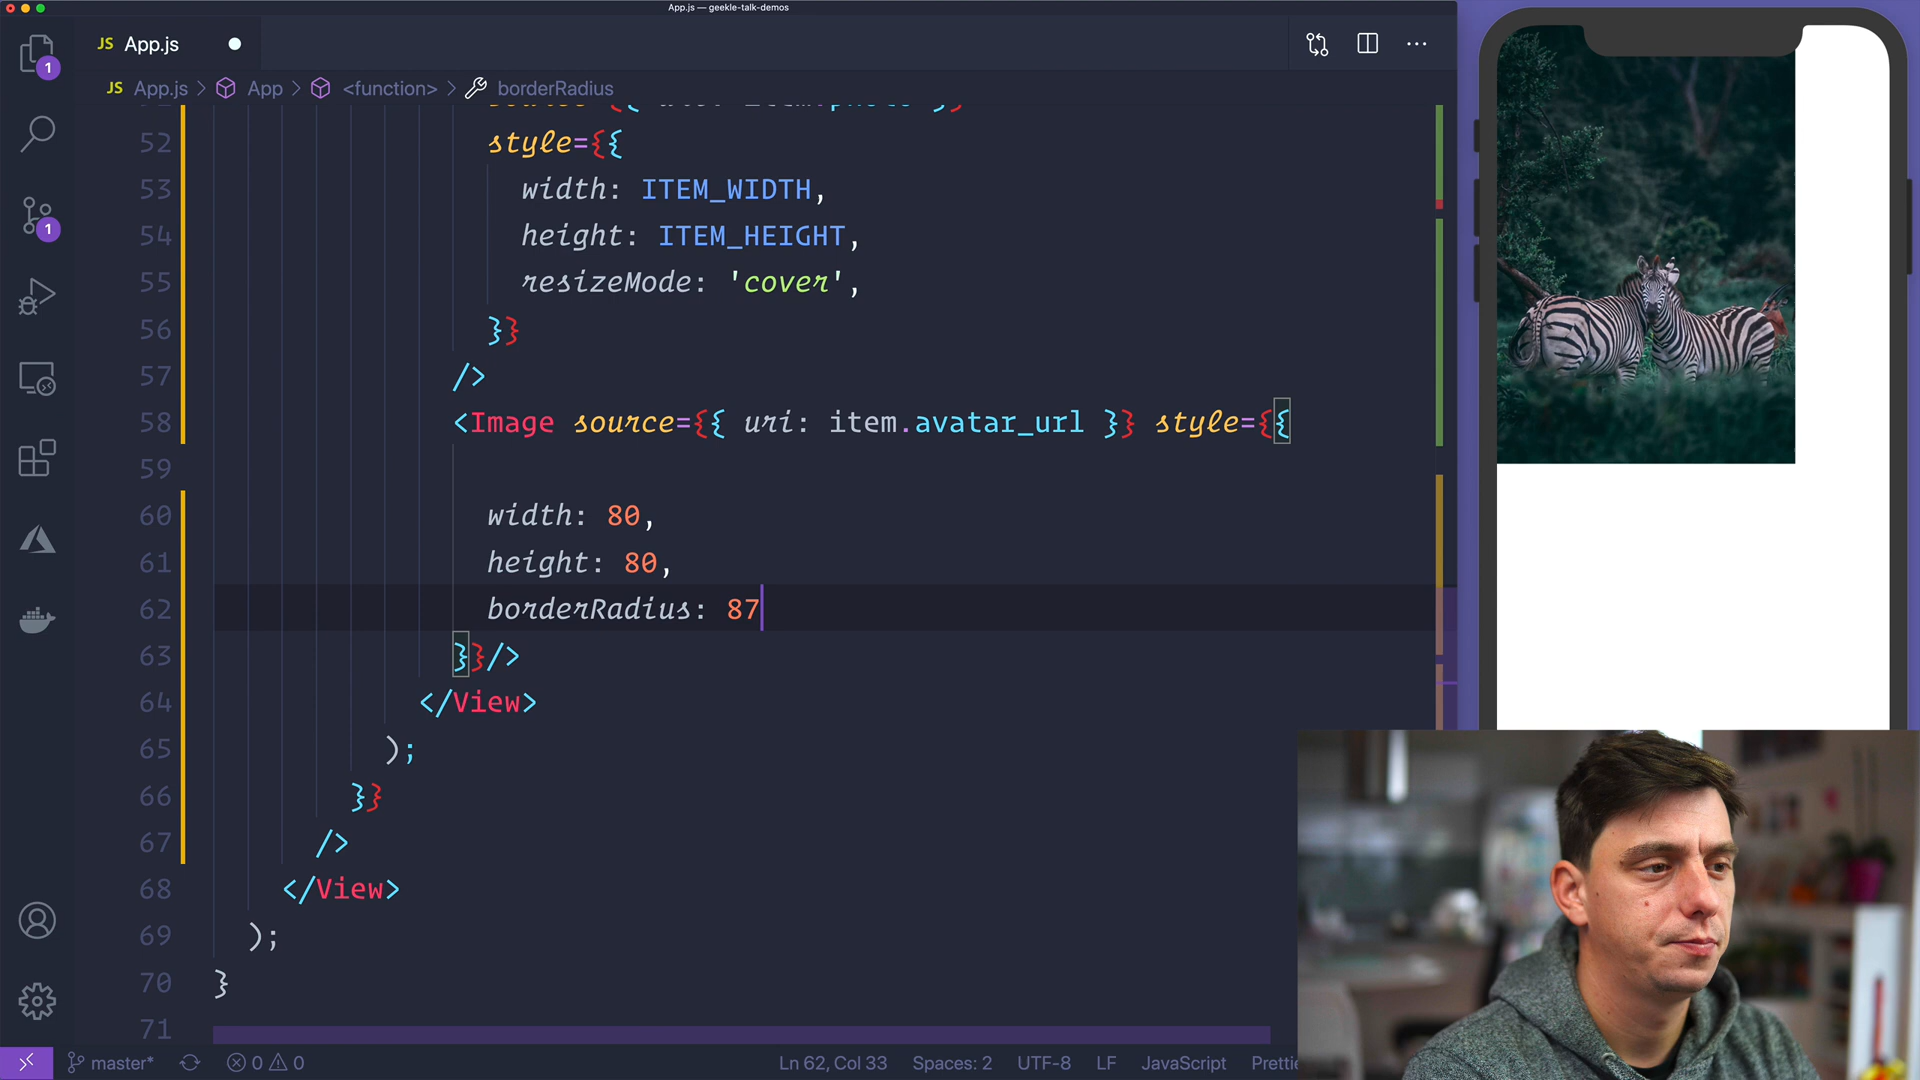 App.js — geekle-talk-demos
JS App.js
JS App.js > App > <function> > borderRadius
1
1
52 style={{
53 width: ITEM_WIDTH,
54 height: ITEM_HEIGHT,
55 resizeMode: 'cover',
56 }}
57 />
58 <Image source={{ uri: item.avatar_url }} style={{
59
60 width: 80,
61 height: 80,
62 borderRadius: 87
63 }}/>
64 </View>
65 );
66 }}
67 />
68 </View>
69 );
70 }
71
master* 0 0 Ln 62, Col 33 Spaces: 2 UTF-8 LF JavaScript Prettie